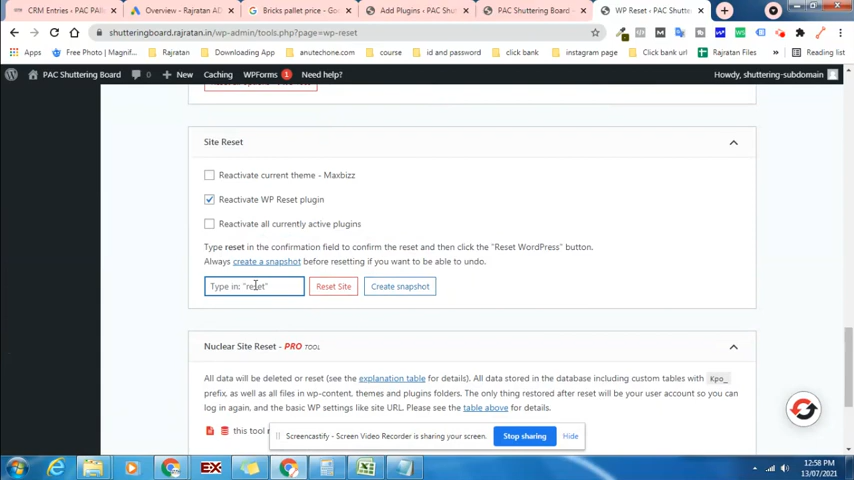 CRM Entries ‹ PAC PA
Overview - Rajratan AD
Bricks pallet price - Go
Add Plugins ‹ PAC Shut
PAC Shuttering Board
WP Reset ‹ PAC Shutte
shutteringboard.rajratan.in/wp-admin/tools.php?page=wp-reset
Apps Free Photo | Magnif... Rajratan Downloading App anutechone.com course id and password click bank instagram page Click bank url Rajratan Files Reading list
PAC Shuttering Board 0 New Caching WPForms 1 Need help? Howdy, shuttering-subdomain
Site Reset
Reactivate current theme - Maxbizz
Reactivate WP Reset plugin
Reactivate all currently active plugins
Type reset in the confirmation field to confirm the reset and then click the "Reset WordPress" button.
Always create a snapshot before resetting if you want to be able to undo.
Type in: "reset" Reset Site Create snapshot
Nuclear Site Reset - PRO TOOL
All data will be deleted or reset (see the explanation table for details). All data stored in the database including custom tables with Kpo_
prefix, as well as all files in wp-content, themes and plugins folders. The only thing restored after reset will be your user account so you can
log in again, and the basic WP settings like site URL. Please see the table above for details.
this tool
Screencastify - Screen Video Recorder is sharing your screen. Stop sharing Hide
EX
12:58 PM
13/07/2021